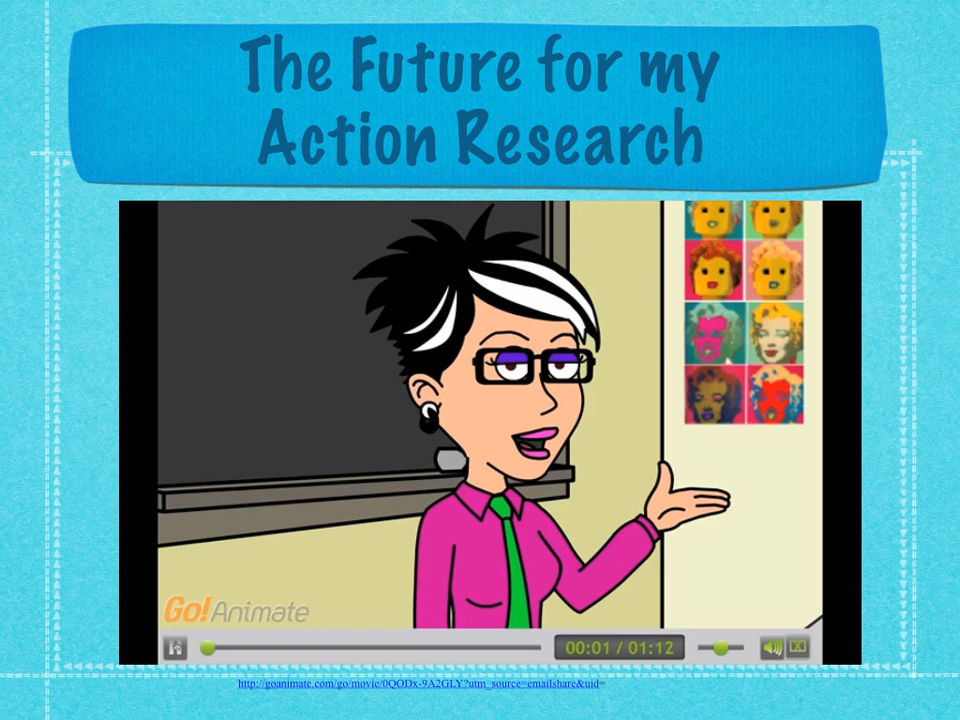 The Future for my
Action Research
Go!Animate
00:01 / 01:12
http://goanimate.com/go/movie/0QODx-9A2GLY?utm_source=emailshare&uid=